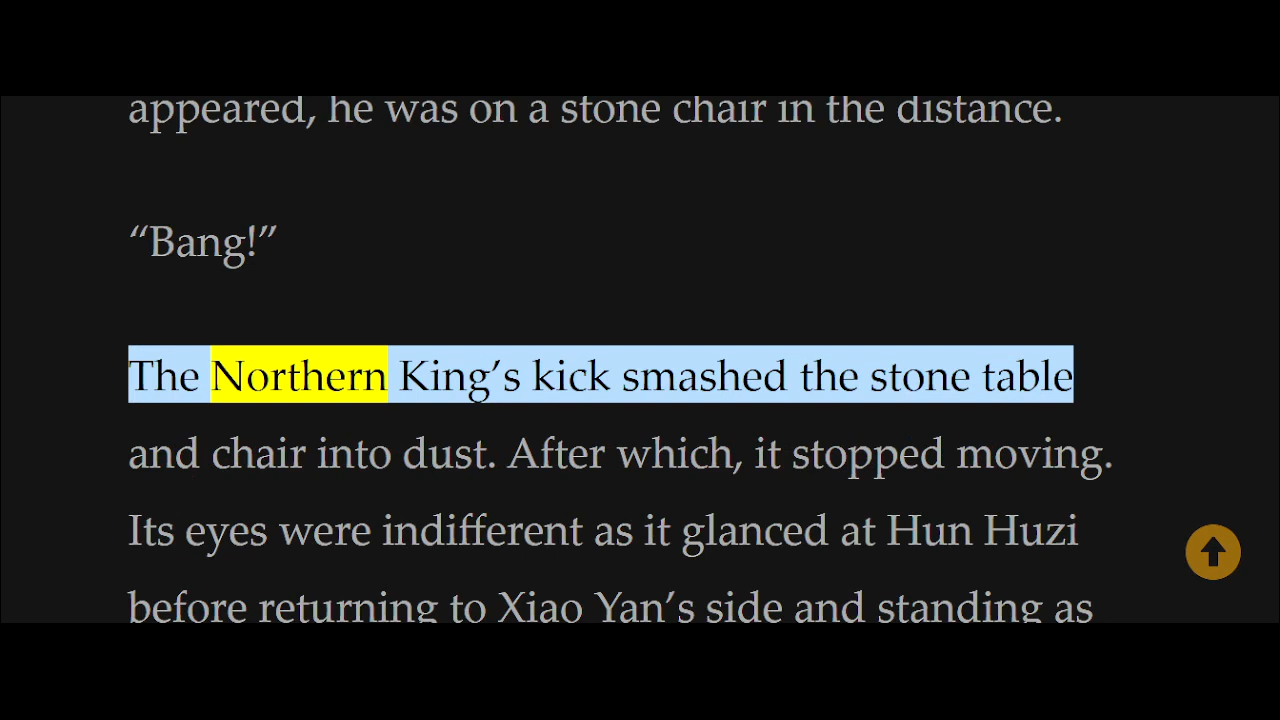 appeared, he was on a stone chair in the distance.
“Bang!”
The Northern King’s kick smashed the stone table
and chair into dust. After which, it stopped moving.
Its eyes were indifferent as it glanced at Hun Huzi
before returning to Xiao Yan’s side and standing as